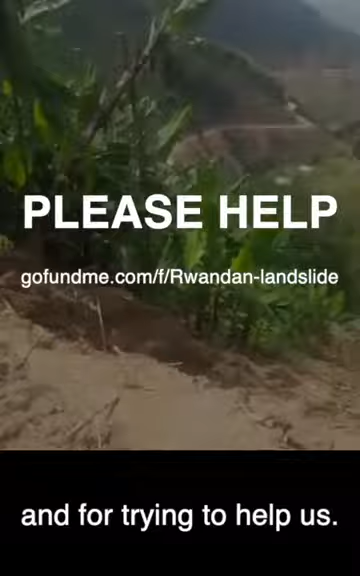 PLEASE HELP
gofundme.com/f/Rwandan-landslide
and for trying to help us.